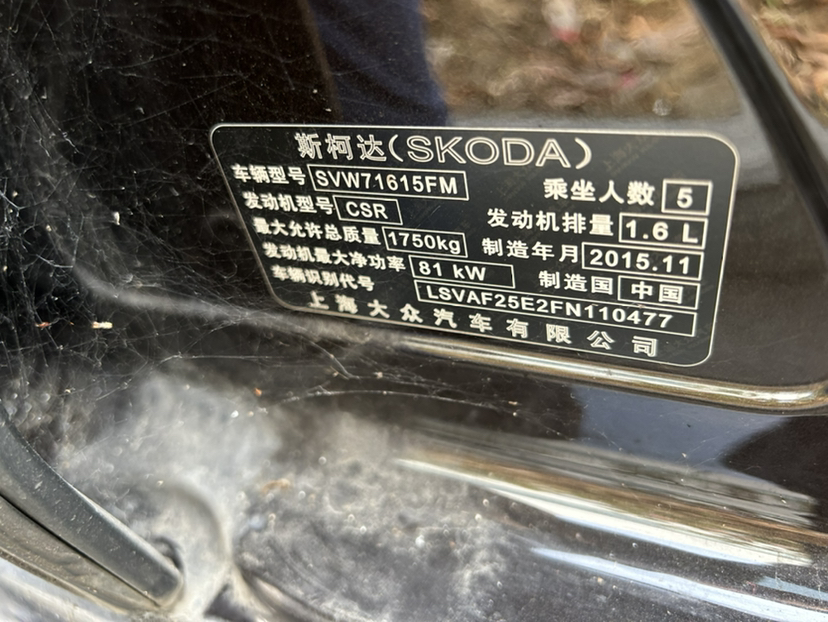 斯柯达(SKODA)
车辆型号 SVW71615FM 乘坐人数 5
发动机型号 CSR 发动机排量 1.6 L
最大允许总质量 1750kg 制造年月 2015.11
发动机最大净功率 81 kW 制造国 中国
车辆识别代号 LSVAF25E2FN110477
上海大众汽车有限公司